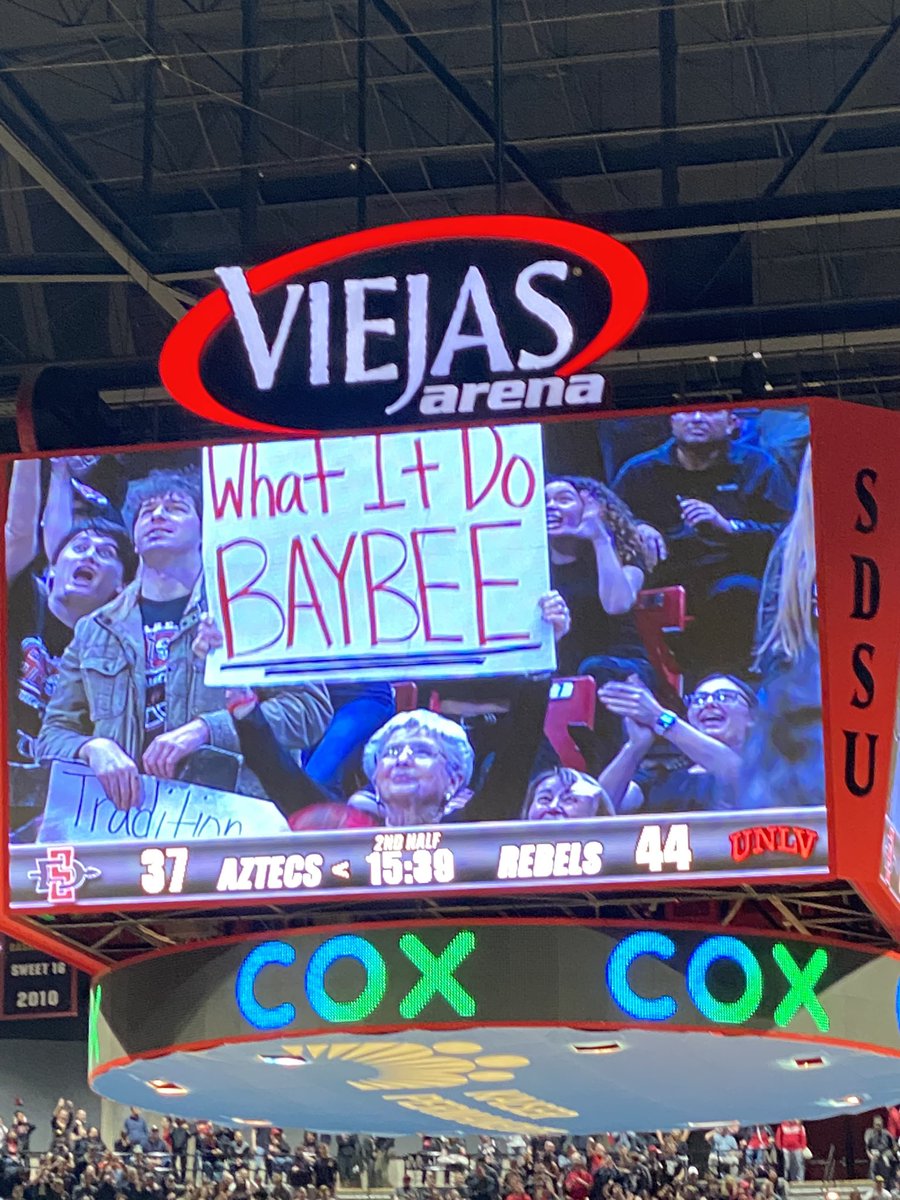 VIEJAS
arena
What It Do
BAYBEE
Tradition
2ND HALF
37 AZTECS < 15:39 REBELS 44 UNLV
SDSU
COX COX
SWEET 16
2010